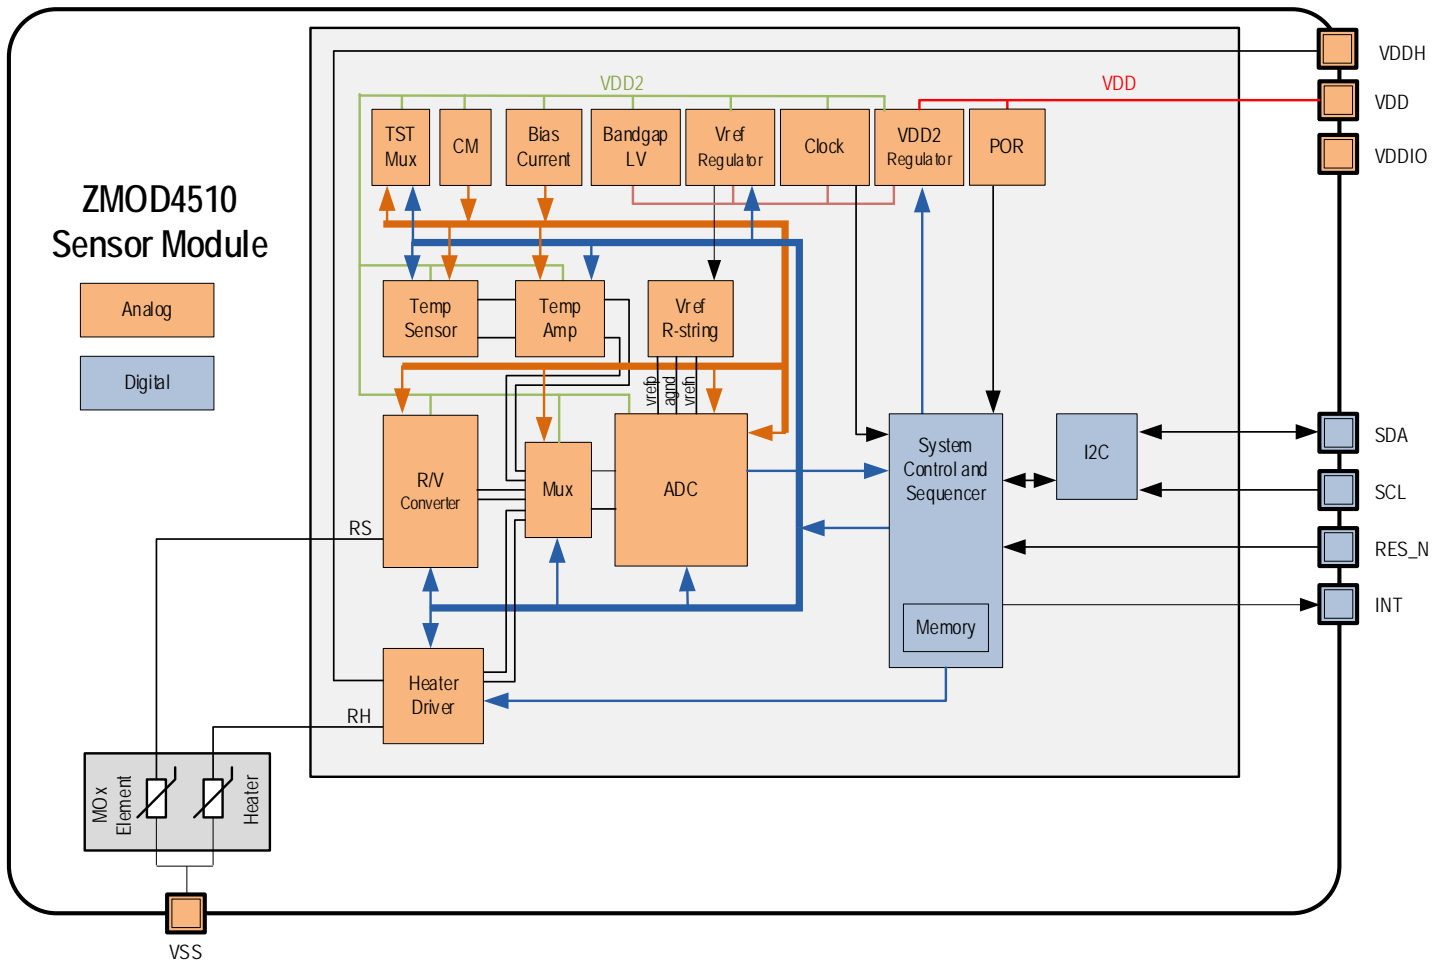 VDDH
VDD2
VDD
VDD
TST
Mux
CM
Bias
Current
Bandgap
LV
Vref
Regulator
Clock
VDD2
Regulator
POR
VDDIO
ZMOD4510
Sensor Module
Analog
Digital
Temp
Sensor
Temp
Amp
Vref
R-string
vrefp
agnd
vrefn
R/V
Converter
Mux
ADC
System
Control and
Sequencer
Memory
I2C
SDA
SCL
RES_N
INT
RS
Heater
Driver
RH
MOx
Element
Heater
VSS